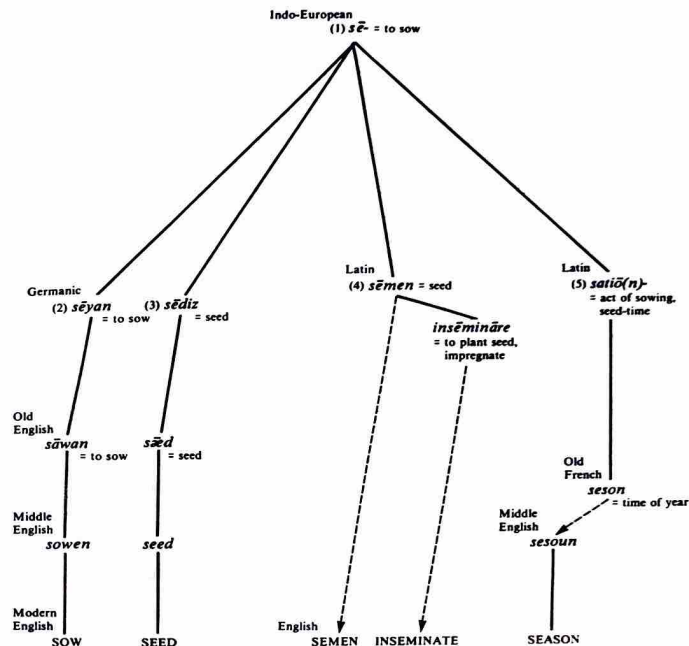 Indo-European
(1) sē- = to sow
Germanic
(2) sēyan
= to sow
(3) sēdiz
= seed
Latin
(4) sēmen = seed
insēmināre
= to plant seed,
impregnate
Latin
(5) satiō(n)-
= act of sowing,
seed-time
Old
English
sāwan
= to sow
sǣd
= seed
Old
French
seson
= time of year
Middle
English
sowen
seed
Middle
English
sesoun
Modern
English
SOW
SEED
English
SEMEN
INSEMINATE
SEASON